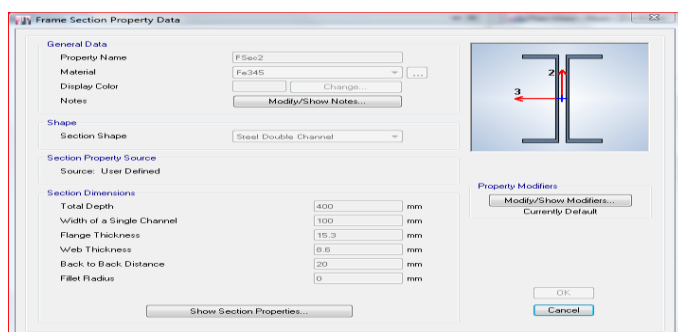 Frame Section Property Data
General Data
Property Name FSec2
Material Fe345 ...
Display Color Change...
Notes Modify/Show Notes...
Shape
Section Shape Steel Double Channel
Section Property Source
Source: User Defined
Section Dimensions
Total Depth 400 mm
Width of a Single Channel 100 mm
Flange Thickness 15.3 mm
Web Thickness 8.6 mm
Back to Back Distance 20 mm
Fillet Radius 0 mm
Show Section Properties...
2
3
Property Modifiers
Modify/Show Modifiers...
Currently Default
OK
Cancel